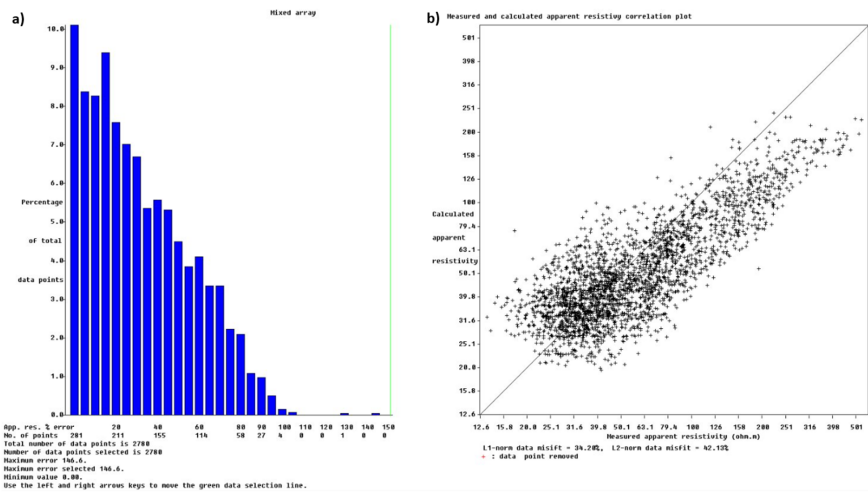 a)
Mixed array
10.0
9.0
8.0
7.0
6.0
Percentage
5.0
of total
4.0
data points
3.0
2.0
1.0
0.0
App. res. % error 20 40 60 80 90 100 110 120 130 140 150
No. of points 281 211 155 114 58 27 4 0 0 1 0 0
Total number of data points is 2780
Number of data points selected is 2780
Maximum error 146.6.
Maximum error selected 146.6.
Minimum value 0.00.
Use the left and right arrows keys to move the green data selection line.
b)
Measured and calculated apparent resistivy correlation plot
501
398
316
251
200
158
126
100
Calculated
79.4
apparent
63.1
resistivity
50.1
39.8
31.6
25.1
20.0
15.8
12.6
12.6 15.8 20.0 25.1 31.6 39.8 50.1 63.1 79.4 100 126 158 200 251 316 398 501
Measured apparent resistivity (ohm.m)
L1-norm data misift = 34.20%, L2-norm data misfit = 42.13%
+ : data point removed